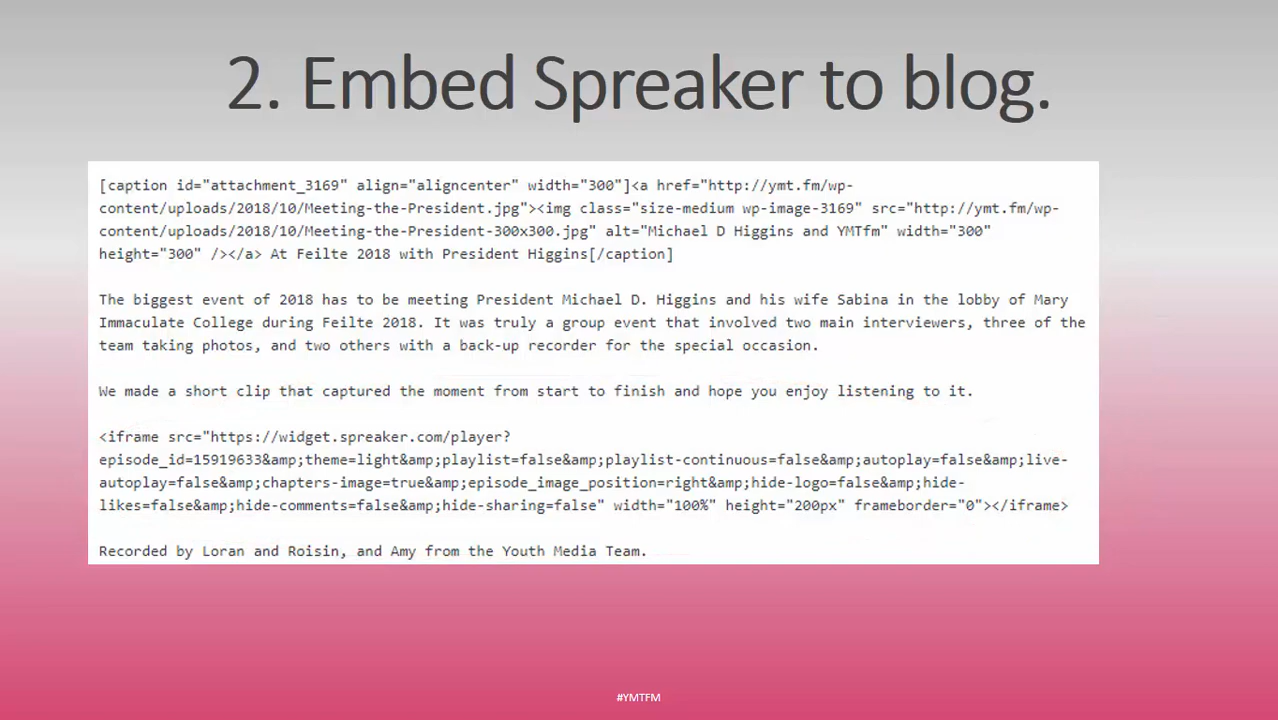 2. Embed Spreaker to blog.
[caption id="attachment_3169" align="aligncenter" width="300"]<a href="http://ymt.fm/wp-
content/uploads/2018/10/Meeting-the-President.jpg"><img class="size-medium wp-image-3169" src="http://ymt.fm/wp-
content/uploads/2018/10/Meeting-the-President-300x300.jpg" alt="Michael D Higgins and YMTfm" width="300"
height="300" /></a> At Feilte 2018 with President Higgins[/caption]
The biggest event of 2018 has to be meeting President Michael D. Higgins and his wife Sabina in the lobby of Mary
Immaculate College during Feilte 2018. It was truly a group event that involved two main interviewers, three of the
team taking photos, and two others with a back-up recorder for the special occasion.
We made a short clip that captured the moment from start to finish and hope you enjoy listening to it.
<iframe src="https://widget.spreaker.com/player?
episode_id=15919633&amp;theme=light&amp;playlist=false&amp;playlist-continuous=false&amp;autoplay=false&amp;live-
autoplay=false&amp;chapters-image=true&amp;episode_image_position=right&amp;hide-logo=false&amp;hide-
likes=false&amp;hide-comments=false&amp;hide-sharing=false" width="100%" height="200px" frameborder="0"></iframe>
Recorded by Loran and Roisin, and Amy from the Youth Media Team.
#YMTFM